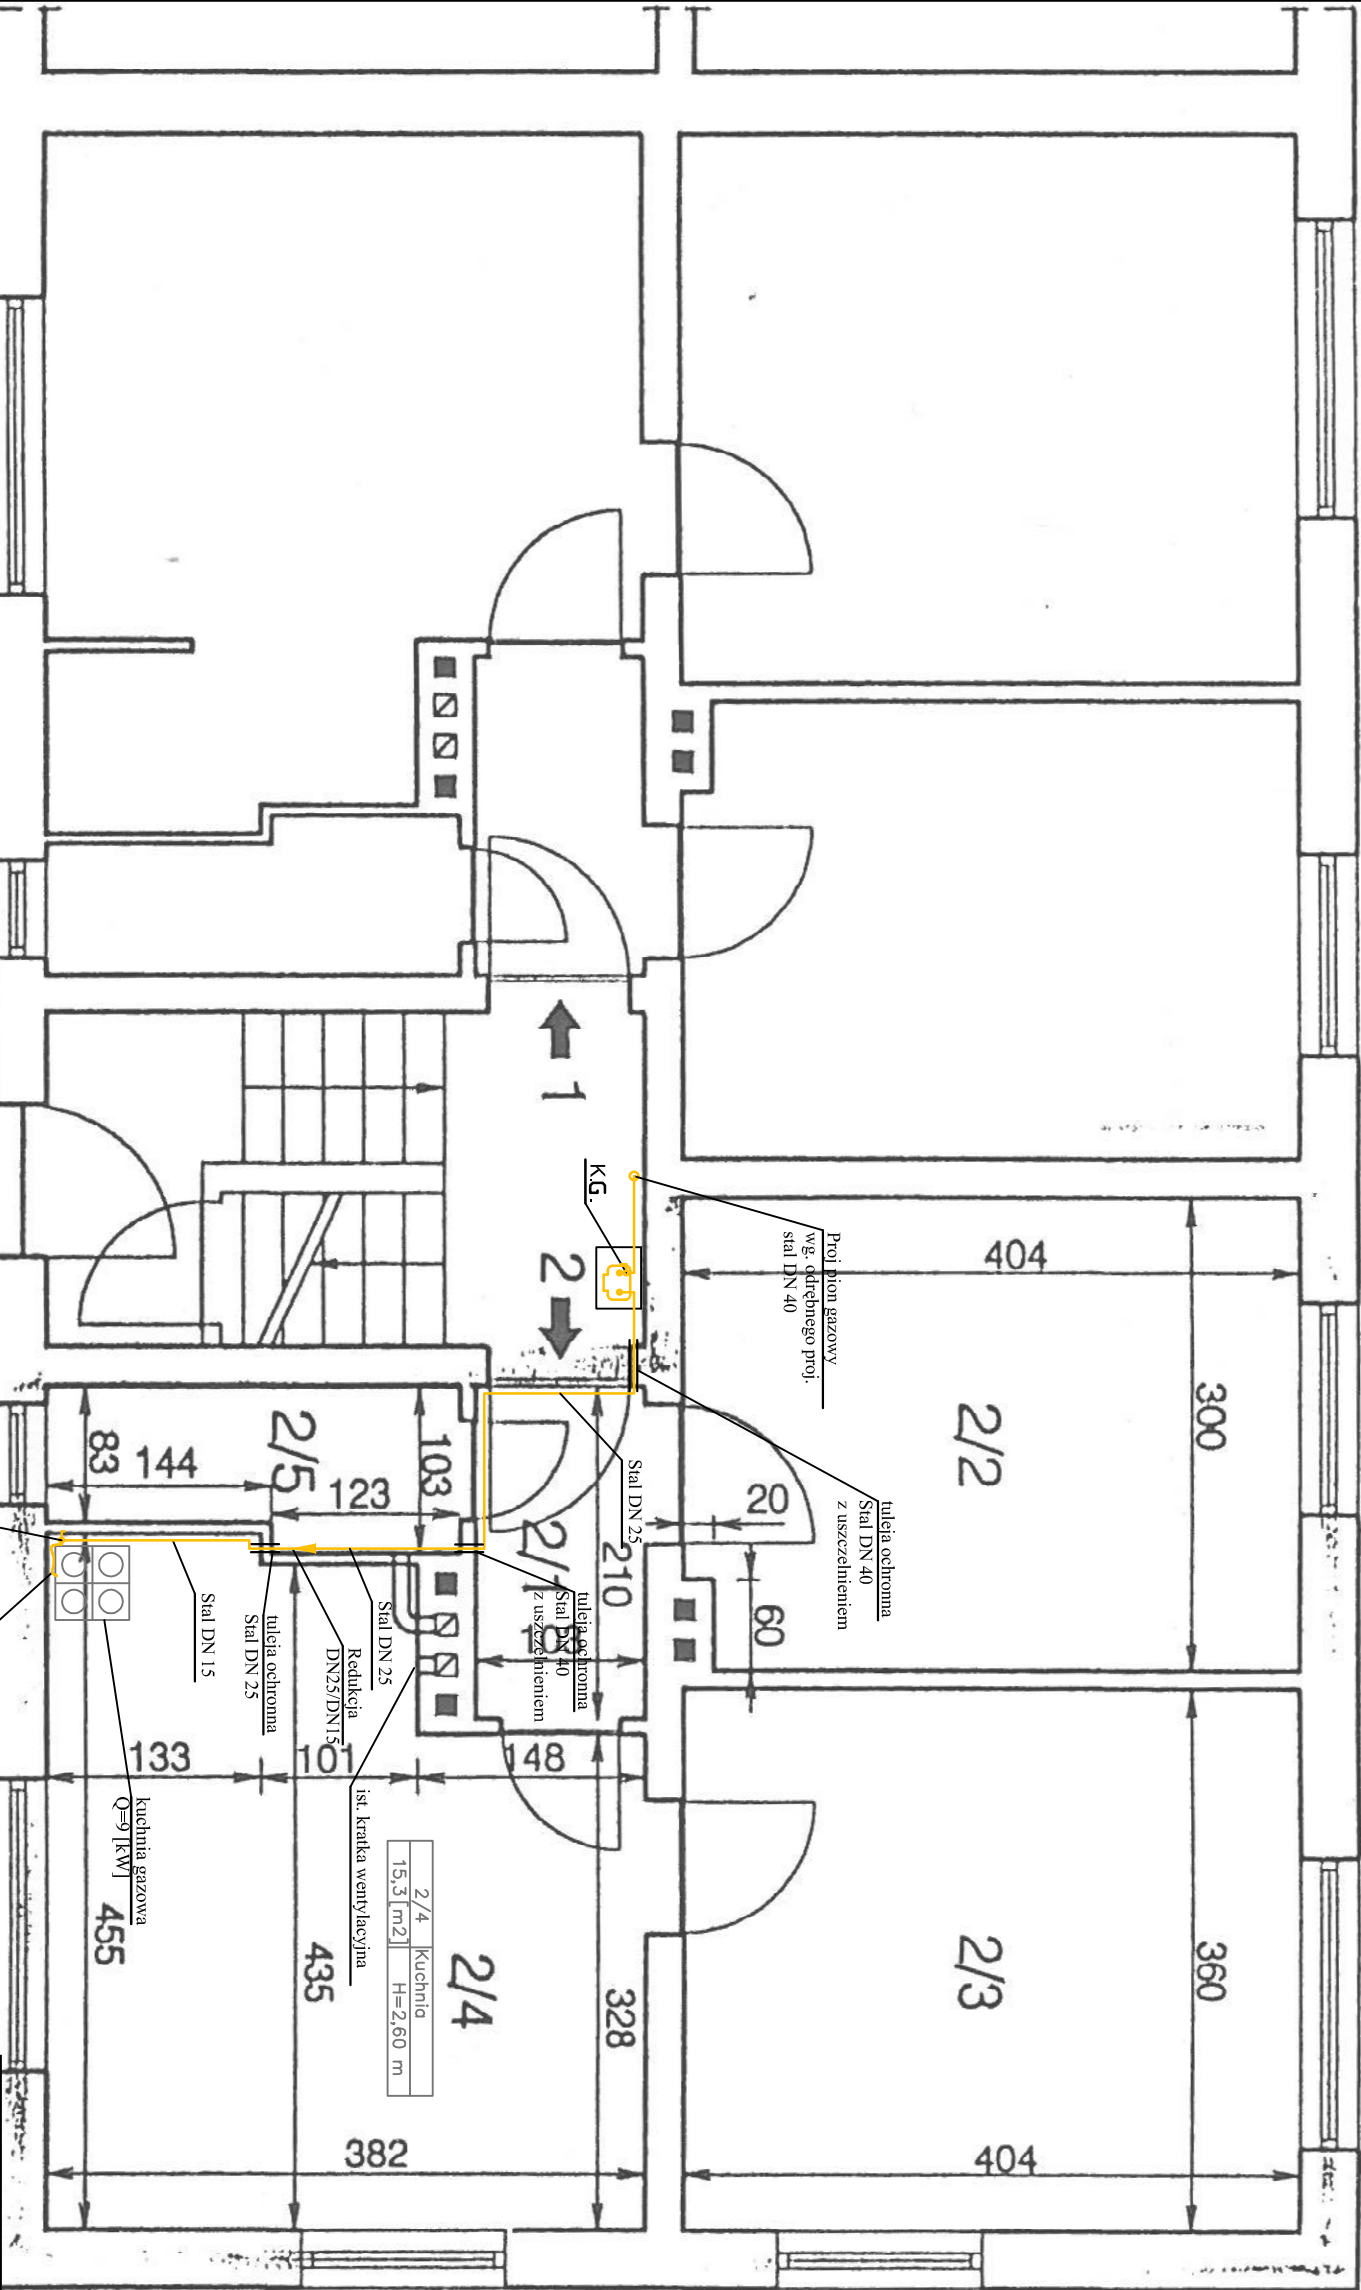 Proj pion gazowy
wg. odrębnego proj.
stal DN 40
K.G.
1
2
404
300
2/2
tuleja ochronna
Stal DN 40
z uszczelnieniem
20
60
Stal DN 25
210
2/1
tuleja ochronna
Stal DN 40
z uszczelnieniem
103
2/5
83
144
123
Stal DN 25
Redukcja
DN25/DN15
tuleja ochronna
Stal DN 25
Stal DN 15
133
101
148
ist. kratka wentylacyjna
kuchnia gazowa
Q=9 [kW]
455
435
2/4 Kuchnia
15,3 [m2] H=2,60 m
2/4
328
382
2/3
360
404